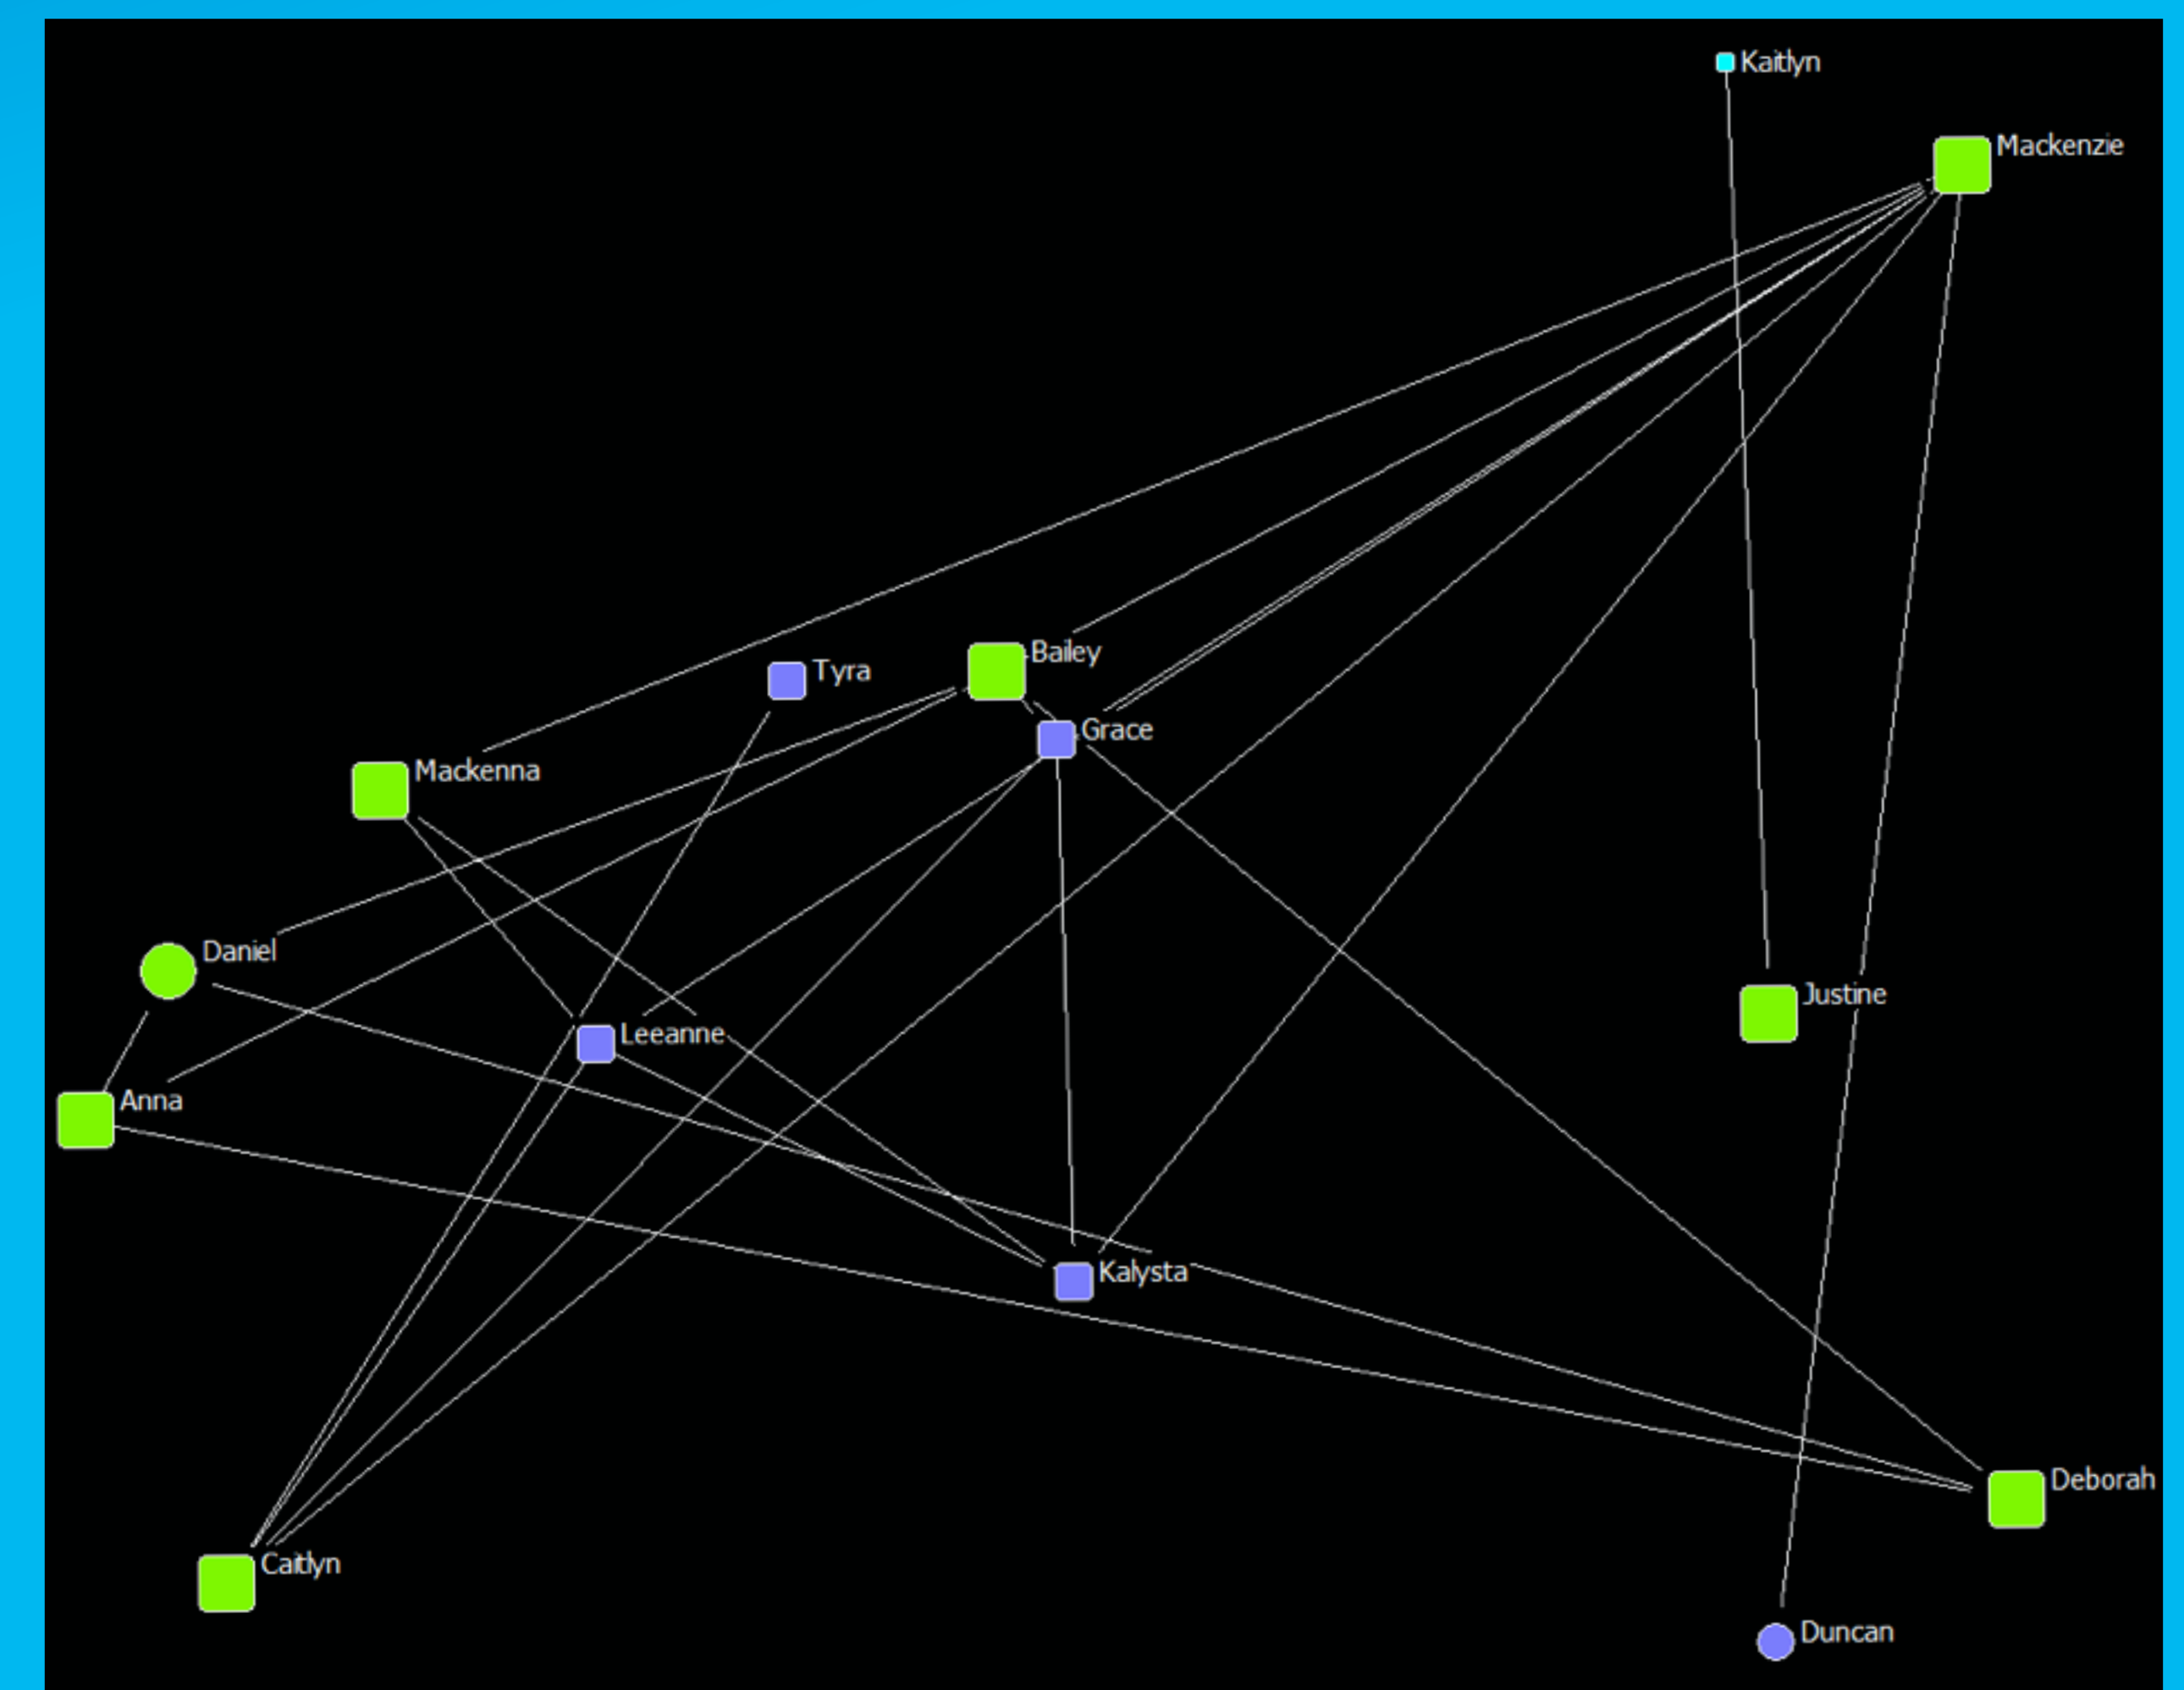 Kaitlyn
Mackenzie
Bailey
Tyra
Grace
Mackenna
Daniel
Justine
Leeanne
Anna
Kalysta
Deborah
Caitlyn
Duncan